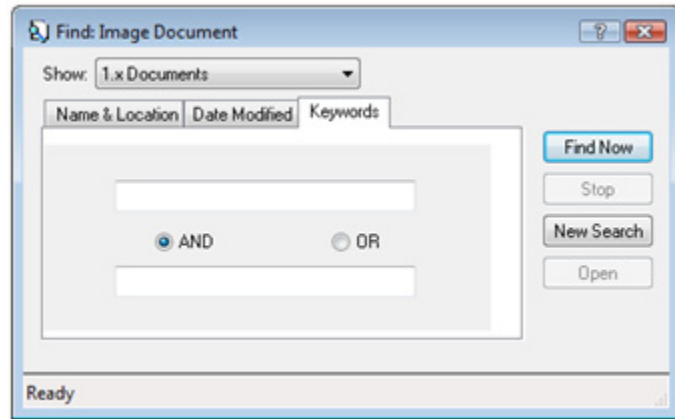 Find: Image Document
Show: 1.x Documents
Name & Location Date Modified Keywords
Find Now
Stop
AND OR
New Search
Open
Ready